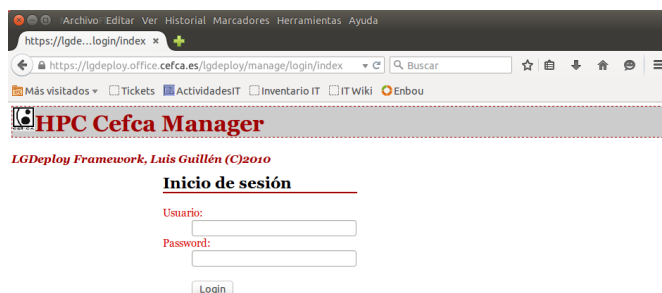 Archivo Editar Ver Historial Marcadores Herramientas Ayuda
https://lgde...login/index
https://lgdeploy.office.cefca.es/lgdeploy/manage/login/index Buscar
Más visitados Tickets ActividadesIT Inventario IT IT Wiki Enbou
HPC Cefca Manager
LGDeploy Framework, Luis Guillén (C)2010
Inicio de sesión
Usuario:
Password:
Login